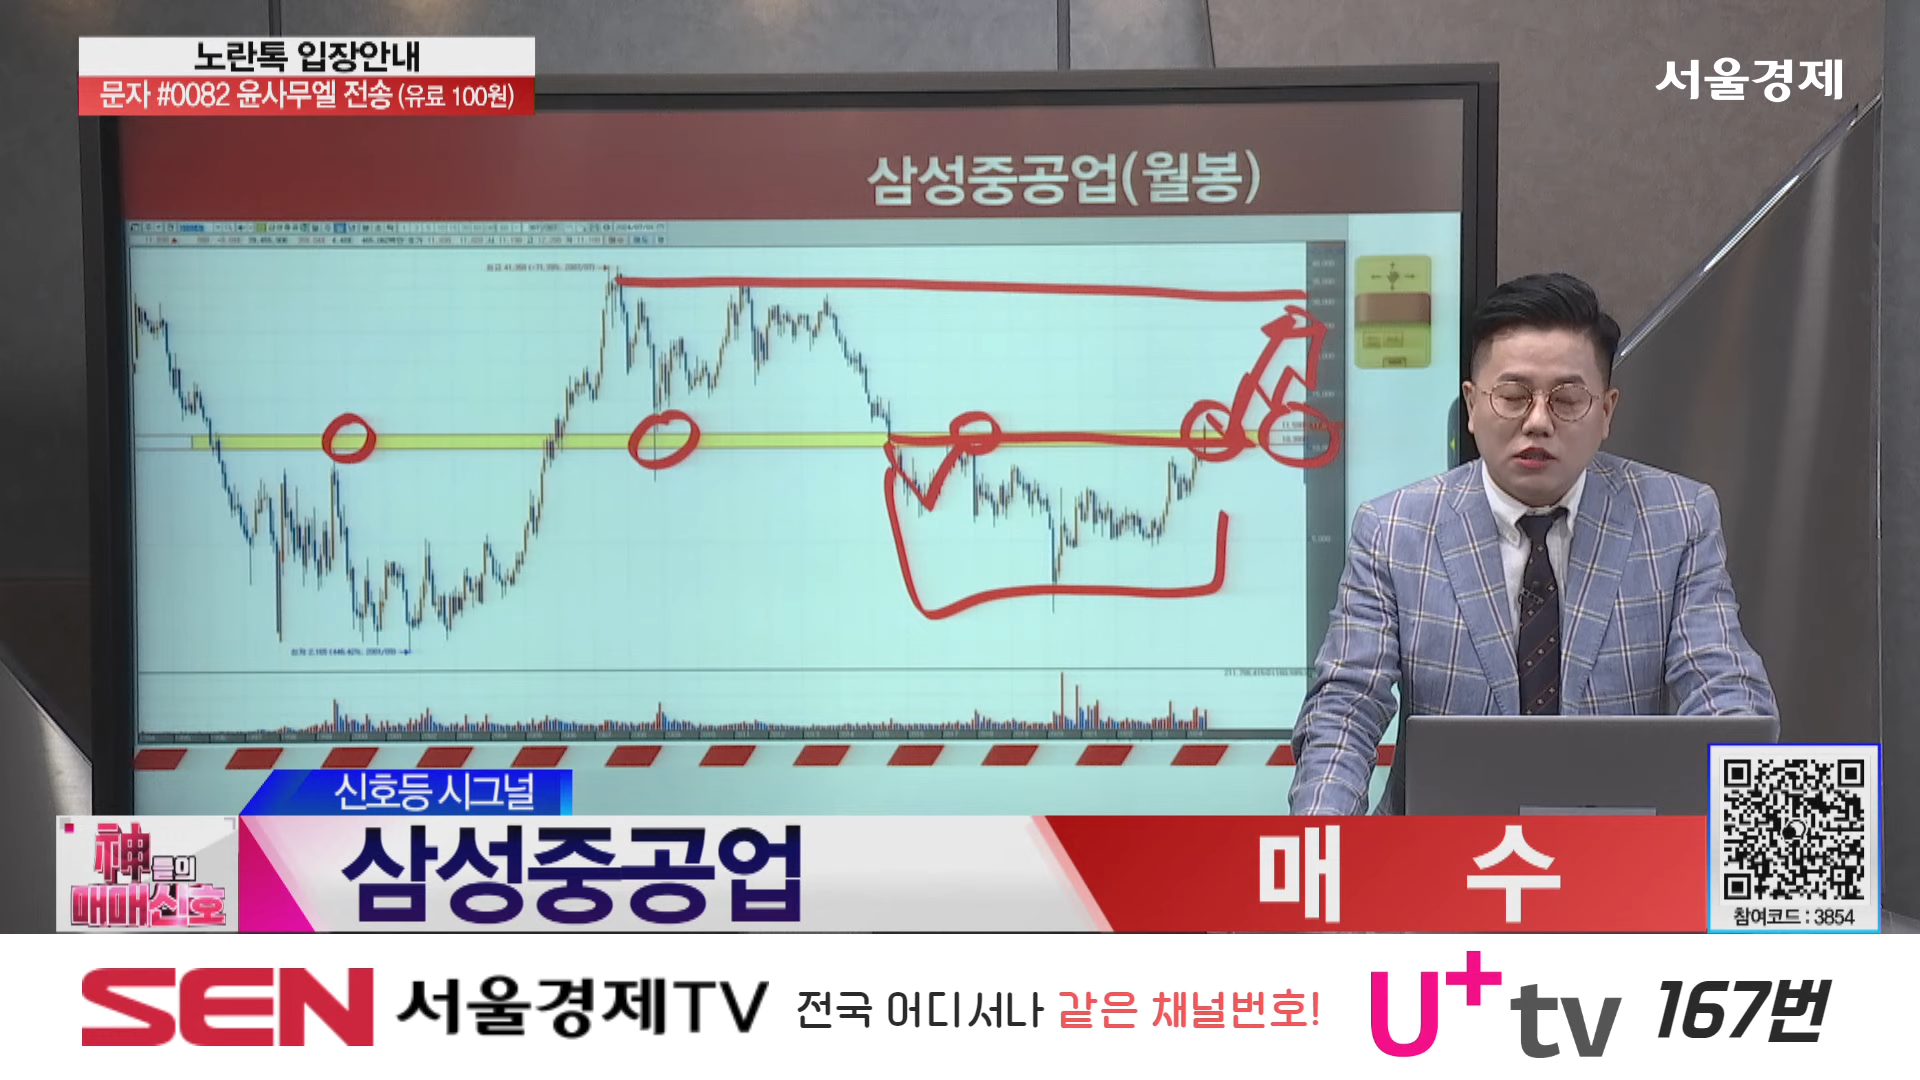 노란톡 입장안내
문자 #0082 윤사무엘 전송 (유료 100원)
서울경제
삼성중공업(월봉)
신호등 시그널
神들의
매매신호
삼성중공업
매 수
참여코드 : 3854
SEN 서울경제TV 전국 어디서나 같은 채널번호! U+tv 167번